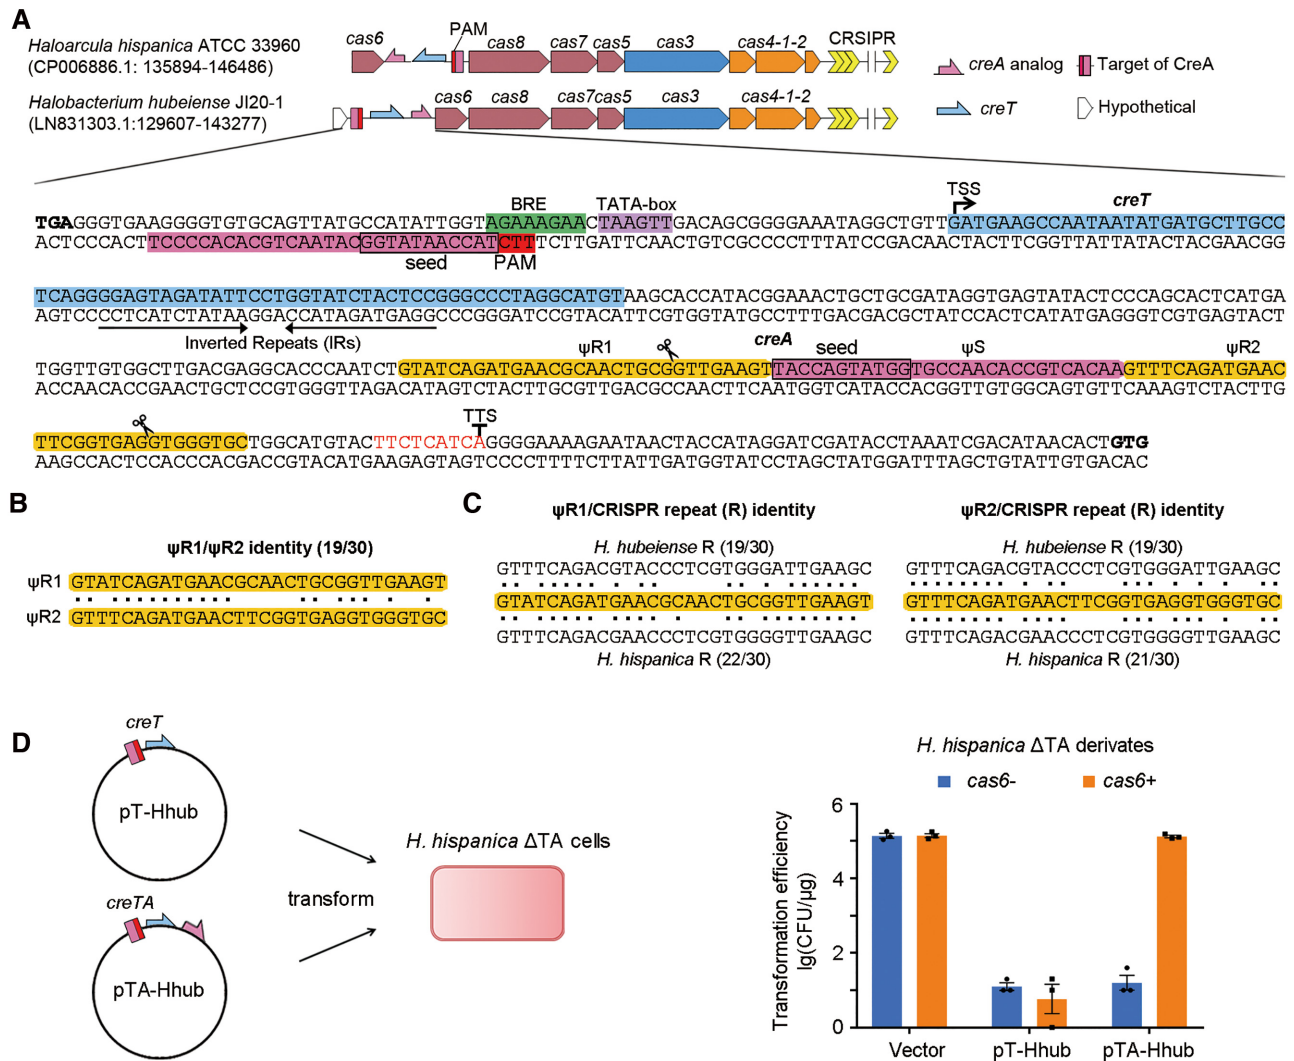 A
Haloarcula hispanica ATCC 33960
(CP006886.1: 135894-146486)
cas6
PAM
cas8
cas7
cas5
cas3
cas4-1-2
CRSIPR
creA analog
Target of CreA
Halobacterium hubeiense JI20-1
(LN831303.1:129607-143277)
cas6
cas8
cas7
cas5
cas3
cas4-1-2
creT
Hypothetical
BRE
TATA-box
TSS
creT
TGAGGGTGAAGGGGTGTGCAGTTATGCCATATTGGTAGAAAGAACTAAGTTGACAGCGGGGAAATAGGCTGTTGATGAAGCCAATAATATGATGCTTGCC
ACTCCCACTTCCCCACACGTCAATACGGTATAACCATCTTTCTTGATTCAACTGTCGCCCCTTTATCCGACAACTACTTCGGTTATTATACTACGAACGG
seed
PAM
TCAGGGGAGTAGATATTCCTGGTATCTACTCCGGGCCCTAGGCATGTAAGCACCATACGGAAACTGCTGCGATAGGTGAGTATACTCCCAGCACTCATGA
AGTCCCCTCATCTATAAGGACCATAGATGAGGCCCGGGATCCGTACATTCGTGGTATGCCTTTGACGACGCTATCCACTCATATGAGGGTCGTGAGTACT
Inverted Repeats (IRs)
ψR1
creA
seed
ψS
ψR2
TGGTTGTGGCTTGACGAGGCACCCAATCTGTATCAGATGAACGCAACTGCGGTTGAAGTTACCAGTATGGTGCCAACACCGTCACAAGTTTCAGATGAAC
ACCAACACCGAACTGCTCCGTGGGTTAGACATAGTCTACTTGCGTTGACGCCAACTTCAATGGTCATACCACGGTTGTGGCAGTGTTCAAAGTCTACTTG
TTS
TTCGGTGAGGTGGGTGCTGGCATGTACTTCTCATCAGGGGAAAAGAATAACTACCATAGGATCGATACCTAAATCGACATAACACTGTG
AAGCCACTCCACCCACGACCGTACATGAAGAGTAGTCCCCTTTTCTTATTGATGGTATCCTAGCTATGGATTTAGCTGTATTGTGACAC
B
ψR1/ψR2 identity (19/30)
ψR1 GTATCAGATGAACGCAACTGCGGTTGAAGT
ψR2 GTTTCAGATGAACTTCGGTGAGGTGGGTGC
C
ψR1/CRISPR repeat (R) identity
H. hubeiense R (19/30)
GTTTCAGACGTACCCTCGTGGGATTGAAGC
GTATCAGATGAACGCAACTGCGGTTGAAGT
GTTTCAGACGAACCCTCGTGGGGTTGAAGC
H. hispanica R (22/30)
ψR2/CRISPR repeat (R) identity
H. hubeiense R (19/30)
GTTTCAGACGTACCCTCGTGGGATTGAAGC
GTTTCAGATGAACTTCGGTGAGGTGGGTGC
GTTTCAGACGAACCCTCGTGGGGTTGAAGC
H. hispanica R (21/30)
D
creT
pT-Hhub
creTA
pTA-Hhub
transform
H. hispanica ΔTA cells
H. hispanica ΔTA derivates
cas6-
cas6+
Transformation efficiency
lg(CFU/μg)
6
4
2
0
Vector
pT-Hhub
pTA-Hhub